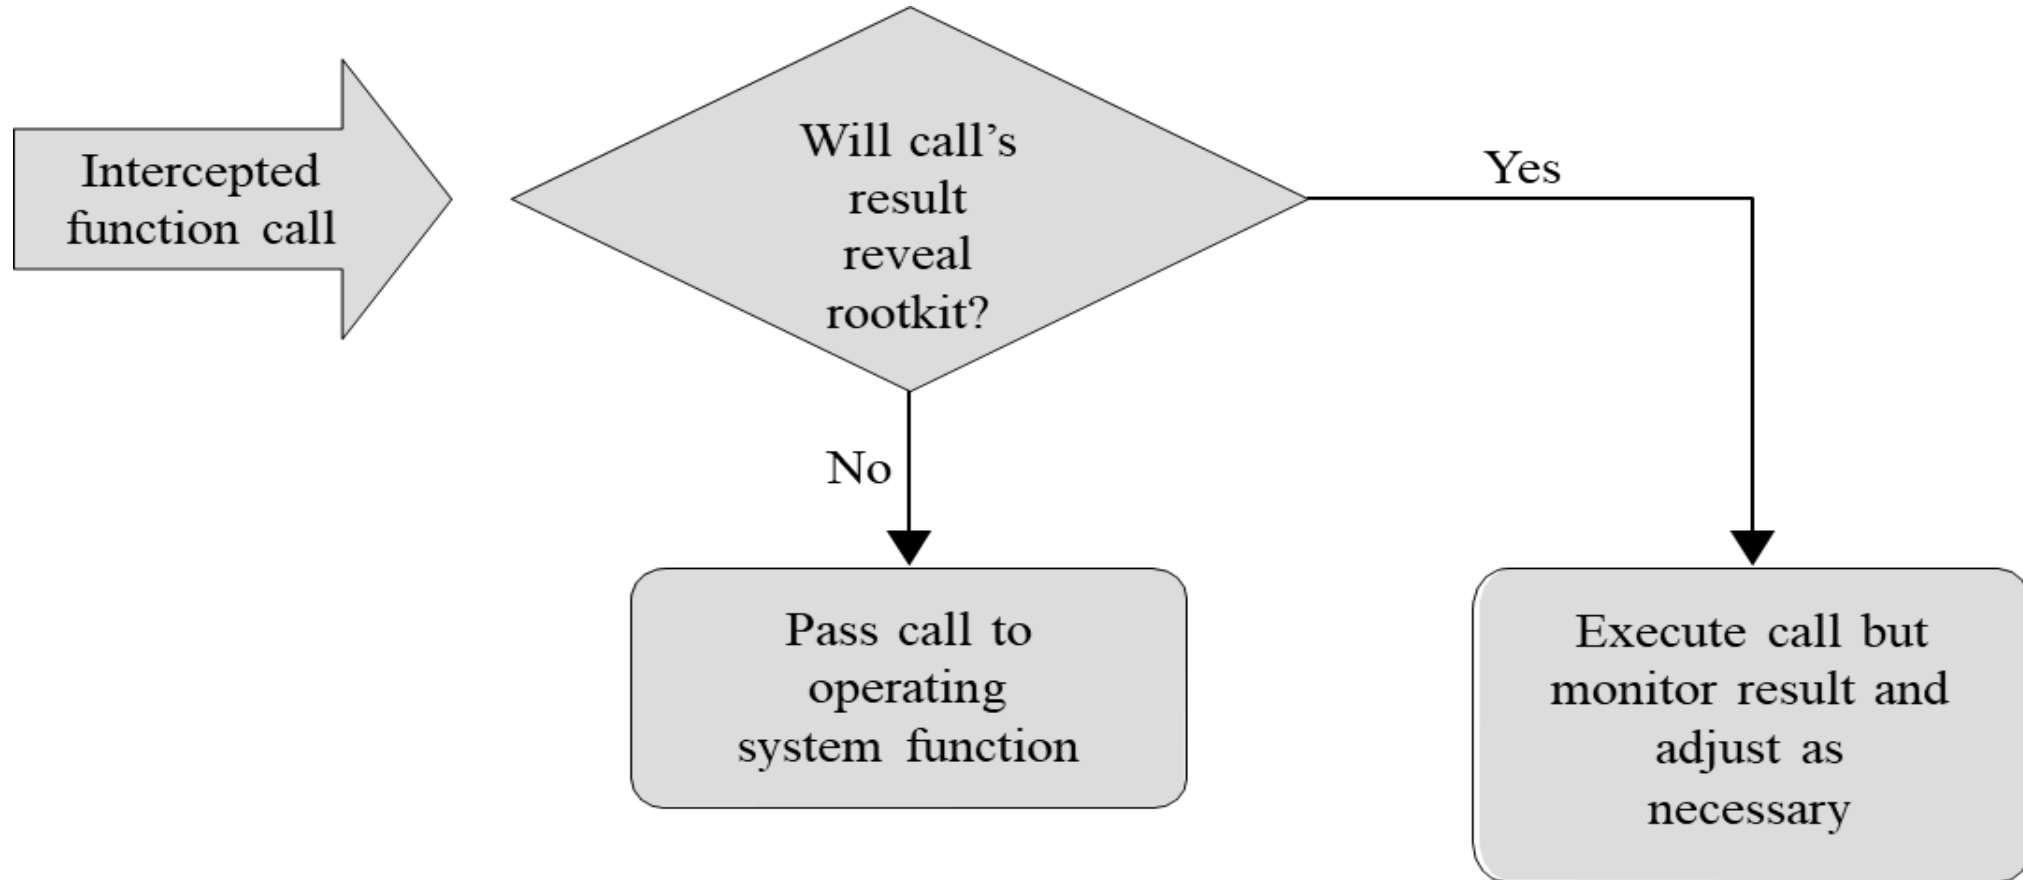 Intercepted
function call
Will call’s
result
reveal
rootkit?
Yes
No
Pass call to
operating
system function
Execute call but
monitor result and
adjust as
necessary